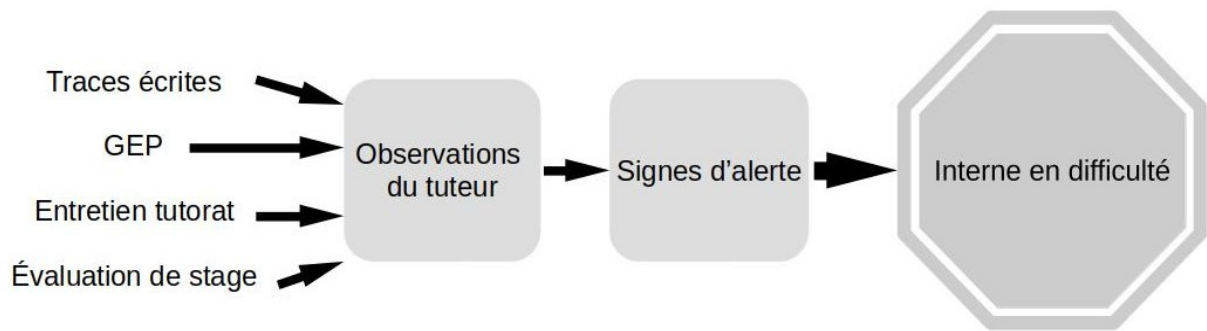 Traces écrites
GEP
Entretien tutorat
Évaluation de stage
Observations
du tuteur
Signes d'alerte
Interne en difficulté